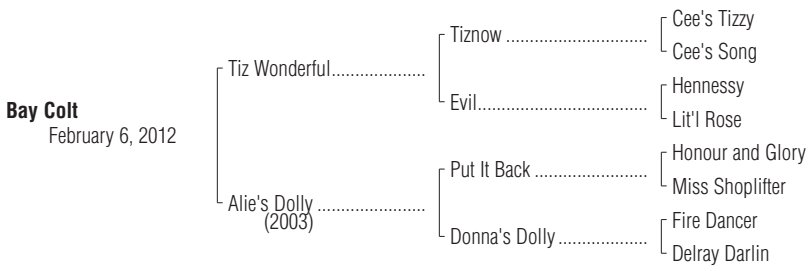 Cee's Tizzy
Tiznow ....................................
Cee's Song
Tiz Wonderful.....................
Hennessy
Evil...........................................
Lit'l Rose
Bay Colt
February 6, 2012
Honour and Glory
Put It Back .............................
Miss Shoplifter
Alie's Dolly ........................
(2003)
Fire Dancer
Donna's Dolly .......................
Delray Darlin